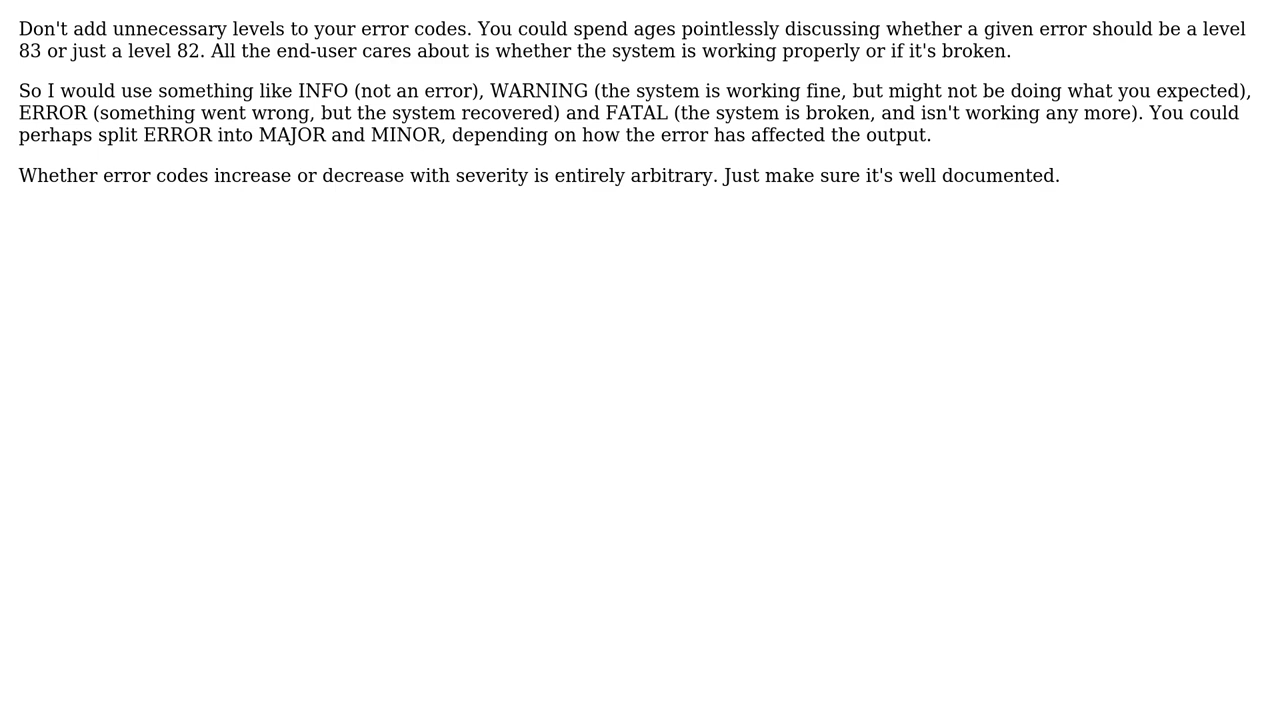 Don't add unnecessary levels to your error codes. You could spend ages pointlessly discussing whether a given error should be a level
83 or just a level 82. All the end-user cares about is whether the system is working properly or if it's broken.
So I would use something like INFO (not an error), WARNING (the system is working fine, but might not be doing what you expected),
ERROR (something went wrong, but the system recovered) and FATAL (the system is broken, and isn't working any more). You could
perhaps split ERROR into MAJOR and MINOR, depending on how the error has affected the output.
Whether error codes increase or decrease with severity is entirely arbitrary. Just make sure it's well documented.